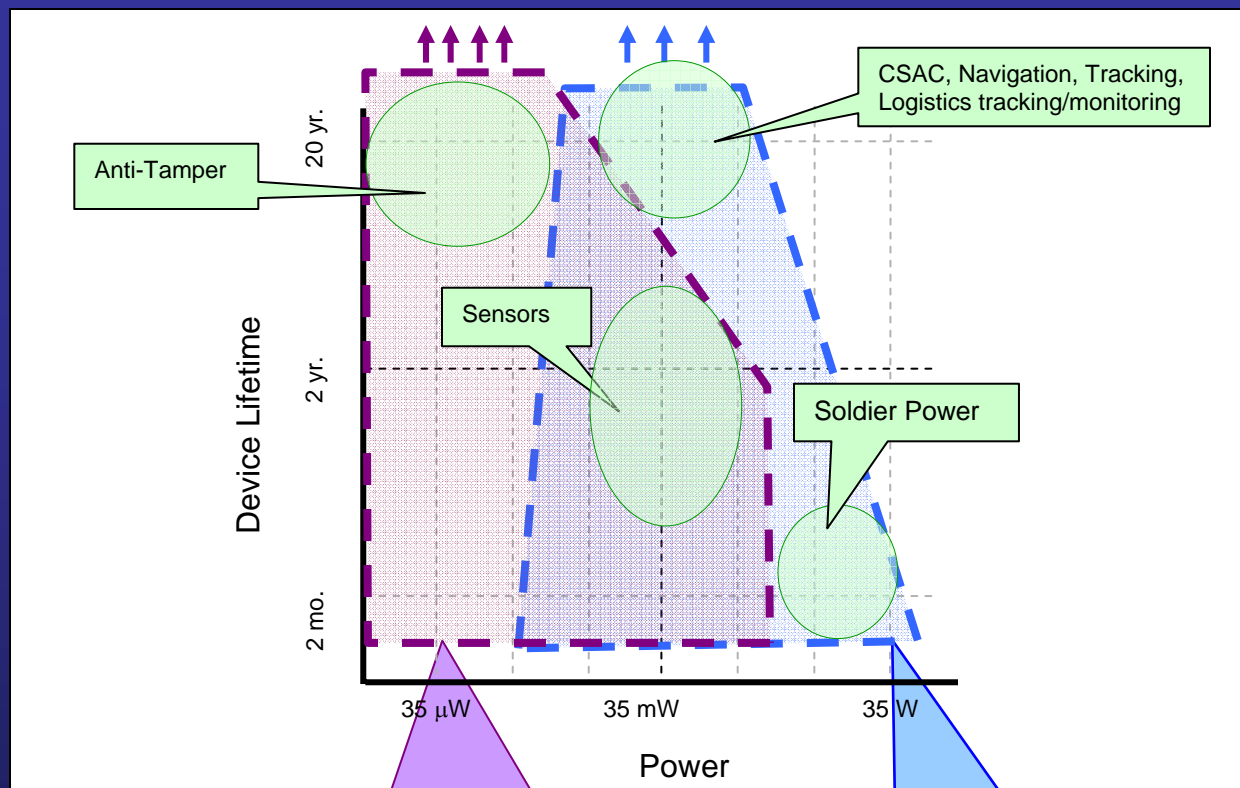 CSAC, Navigation, Tracking,
Logistics tracking/monitoring
Anti-Tamper
20 yr.
Sensors
Device Lifetime
2 yr.
Soldier Power
2 mo.
35 μW
35 mW
35 W
Power